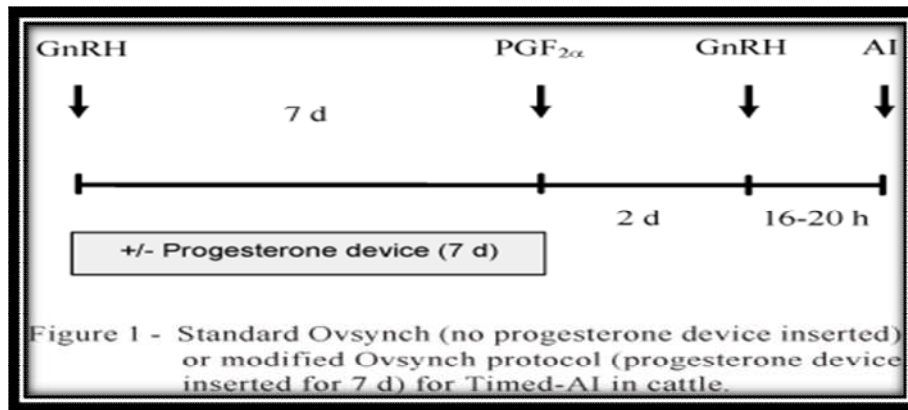 GnRH PGF2α GnRH AI
7 d
2 d 16-20 h
+/- Progesterone device (7 d)
Figure 1 - Standard Ovsynch (no progesterone device inserted)
or modified Ovsynch protocol (progesterone device
inserted for 7 d) for Timed-AI in cattle.